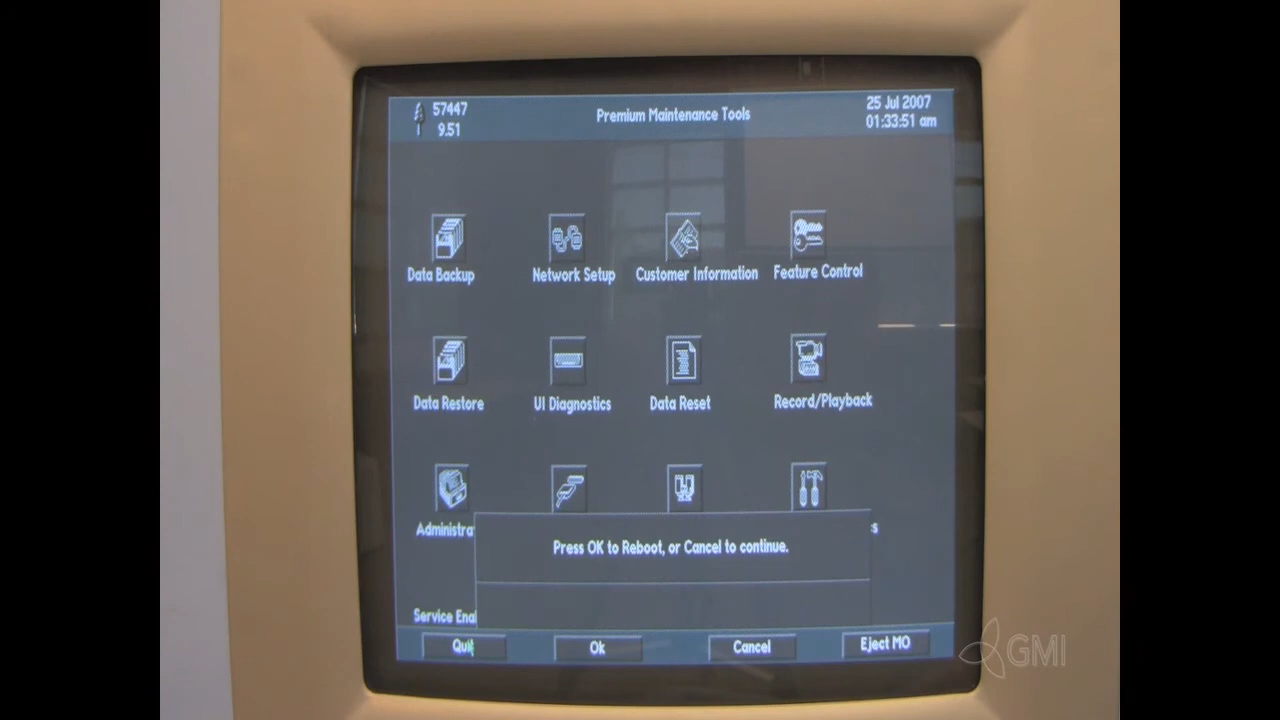 57447
9.51
Premium Maintenance Tools
25 Jul 2007
01:33:51 am
Data Backup
Network Setup
Customer Information
Feature Control
Data Restore
UI Diagnostics
Data Reset
Record/Playback
Administra
s
Press OK to Reboot, or Cancel to continue.
Service Ena
Quit
Ok
Cancel
Eject MO
GMI